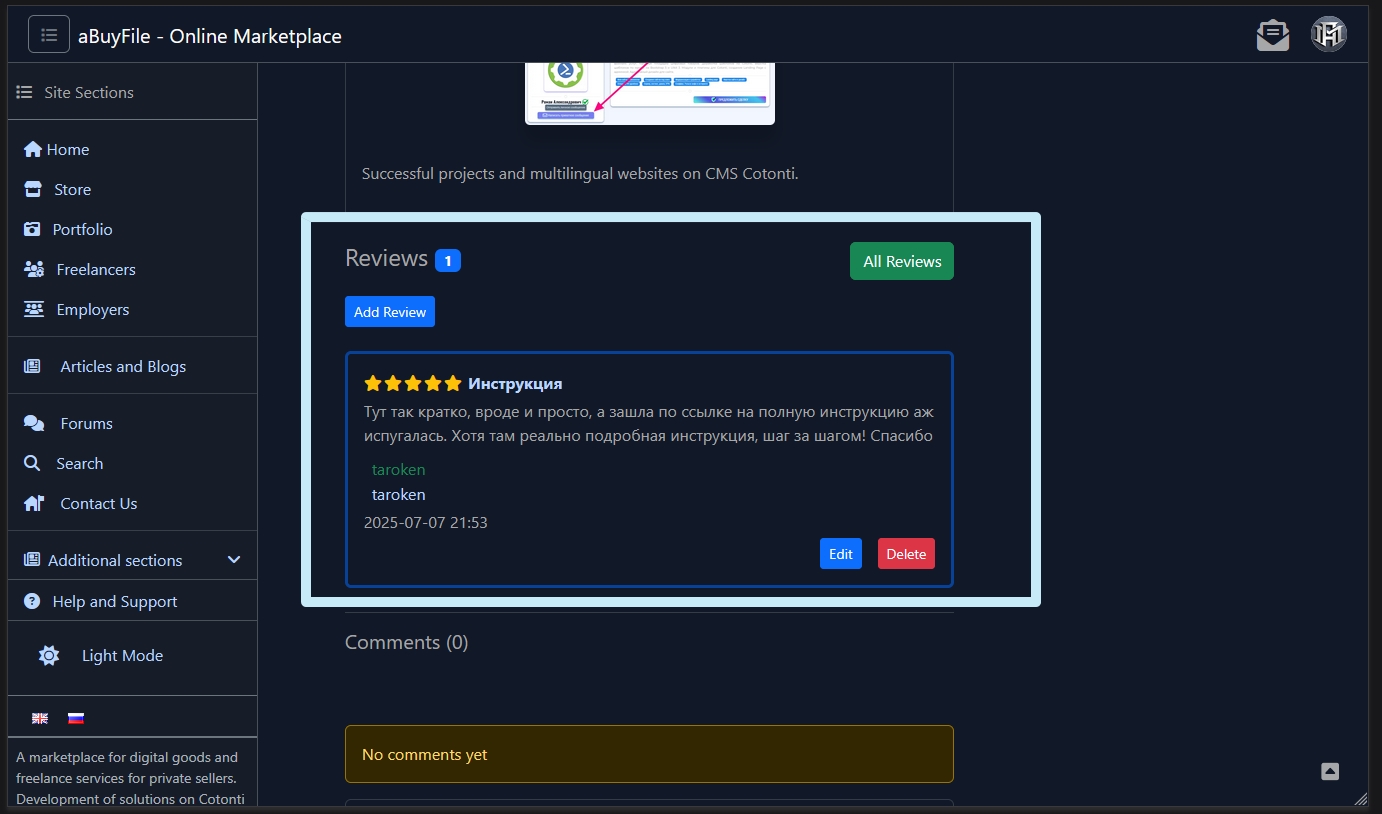 aBuyFile - Online Marketplace
Site Sections
Home
Store
Portfolio
Freelancers
Employers
Articles and Blogs
Forums
Search
Contact Us
Additional sections
Help and Support
Light Mode
A marketplace for digital goods and
freelance services for private sellers.
Development of solutions on Cotonti
Роман Александрович
Successful projects and multilingual websites on CMS Cotonti.
Reviews 1
All Reviews
Add Review
Инструкция
Тут так кратко, вроде и просто, а зашла по ссылке на полную инструкцию аж
испугалась. Хотя там реально подробная инструкция, шаг за шагом! Спасибо
taroken
taroken
2025-07-07 21:53
Edit
Delete
Comments (0)
No comments yet